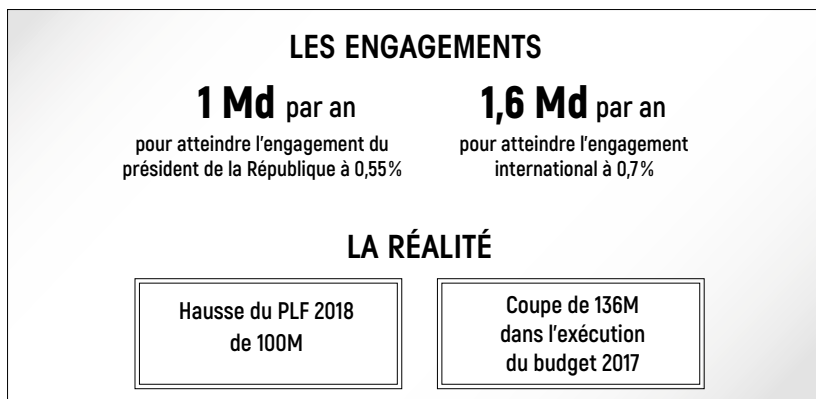 LES ENGAGEMENTS
1 Md par an
pour atteindre l'engagement du
président de la République à 0,55%
1,6 Md par an
pour atteindre l'engagement
international à 0,7%
LA RÉALITÉ
Hausse du PLF 2018
de 100M
Coupe de 136M
dans l'exécution
du budget 2017